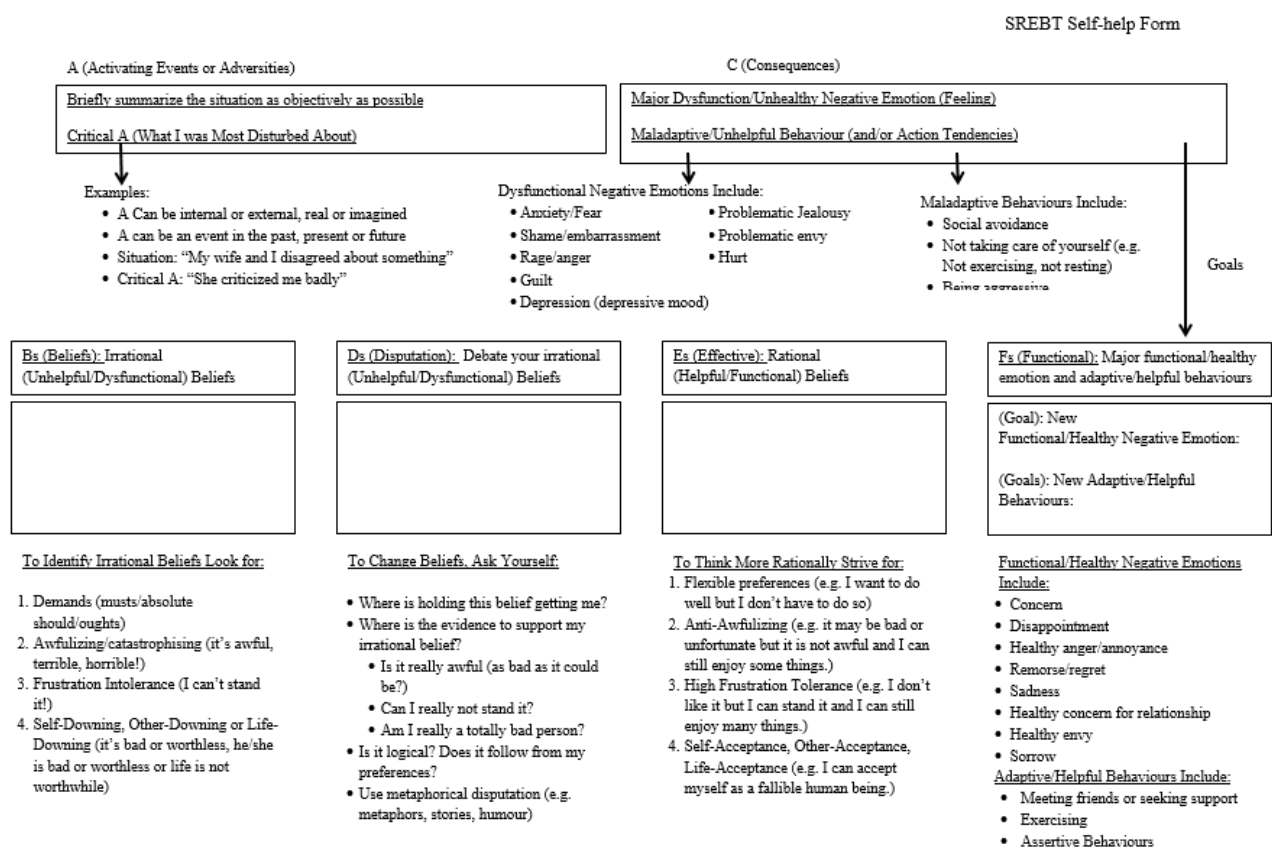 SREBT Self-help Form
A (Activating Events or Adversities)
Briefly summarize the situation as objectively as possible
Critical A (What I was Most Disturbed About)
C (Consequences)
Major Dysfunction/Unhealthy Negative Emotion (Feeling)
Maladaptive/Unhelpful Behaviour (and/or Action Tendencies)
Examples:
• A Can be internal or external, real or imagined
• A can be an event in the past, present or future
• Situation: “My wife and I disagreed about something”
• Critical A: “She criticized me badly”
Dysfunctional Negative Emotions Include:
• Anxiety/Fear
• Shame/embarrassment
• Rage/anger
• Guilt
• Depression (depressive mood)
• Problematic Jealousy
• Problematic envy
• Hurt
Maladaptive Behaviours Include:
• Social avoidance
• Not taking care of yourself (e.g.
Not exercising, not resting)
• Being aggressive
Goals
Bs (Beliefs): Irrational
(Unhelpful/Dysfunctional) Beliefs
To Identify Irrational Beliefs Look for:
1. Demands (musts/absolute
should/oughts)
2. Awfulizing/catastrophising (it’s awful,
terrible, horrible!)
3. Frustration Intolerance (I can’t stand
it!)
4. Self-Downing, Other-Downing or Life-
Downing (it’s bad or worthless, he/she
is bad or worthless or life is not
worthwhile)
Ds (Disputation): Debate your irrational
(Unhelpful/Dysfunctional) Beliefs
To Change Beliefs, Ask Yourself:
• Where is holding this belief getting me?
• Where is the evidence to support my
irrational belief?
• Is it really awful (as bad as it could
be?)
• Can I really not stand it?
• Am I really a totally bad person?
• Is it logical? Does it follow from my
preferences?
• Use metaphorical disputation (e.g.
metaphors, stories, humour)
Es (Effective): Rational
(Helpful/Functional) Beliefs
To Think More Rationally Strive for:
1. Flexible preferences (e.g. I want to do
well but I don’t have to do so)
2. Anti-Awfulizing (e.g. it may be bad or
unfortunate but it is not awful and I can
still enjoy some things.)
3. High Frustration Tolerance (e.g. I don’t
like it but I can stand it and I can still
enjoy many things.)
4. Self-Acceptance, Other-Acceptance,
Life-Acceptance (e.g. I can accept
myself as a fallible human being.)
Fs (Functional): Major functional/healthy
emotion and adaptive/helpful behaviours
(Goal): New
Functional/Healthy Negative Emotion:
(Goals): New Adaptive/Helpful
Behaviours:
Functional/Healthy Negative Emotions
Include:
• Concern
• Disappointment
• Healthy anger/annoyance
• Remorse/regret
• Sadness
• Healthy concern for relationship
• Healthy envy
• Sorrow
Adaptive/Helpful Behaviours Include:
• Meeting friends or seeking support
• Exercising
• Assertive Behaviours